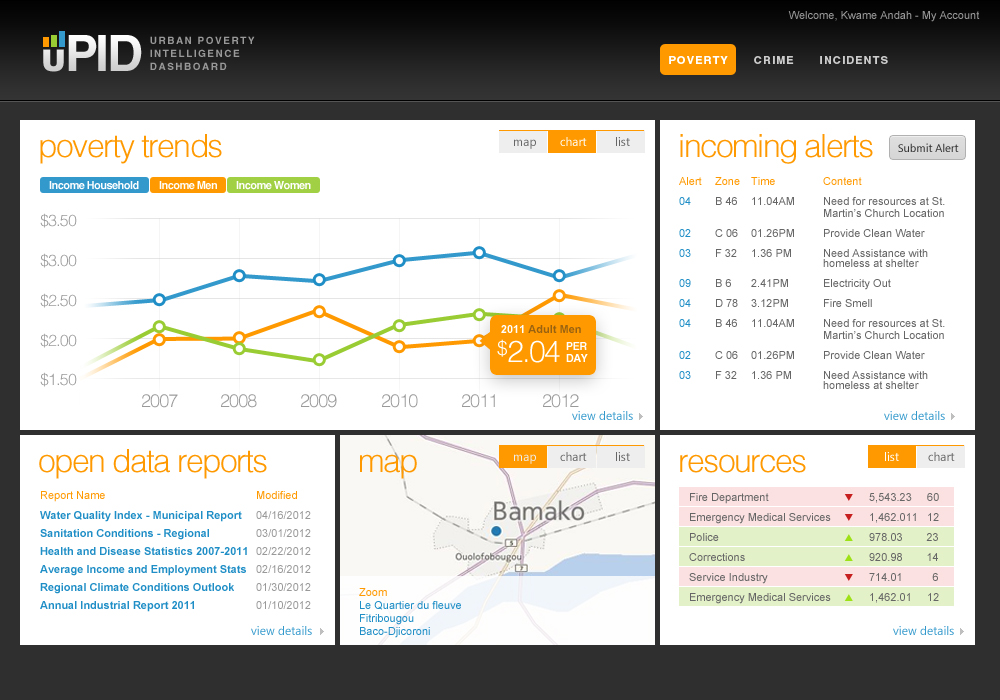 Welcome, Kwame Andah - My Account
uPID
URBAN POVERTY
INTELLIGENCE
DASHBOARD
POVERTY CRIME INCIDENTS
poverty trends
map chart list
Income Household Income Men Income Women
$3.50
$3.00
$2.50
$2.00
$1.50
2007 2008 2009 2010 2011 2012
2011 Adult Men
$2.04 PER DAY
view details
incoming alerts
Submit Alert
Alert Zone Time Content
04 B 46 11.04AM Need for resources at St.
Martin's Church Location
02 C 06 01.26PM Provide Clean Water
03 F 32 1.36 PM Need Assistance with
homeless at shelter
09 B 6 2.41PM Electricity Out
04 D 78 3.12PM Fire Smell
04 B 46 11.04AM Need for resources at St.
Martin's Church Location
02 C 06 01.26PM Provide Clean Water
03 F 32 1.36 PM Need Assistance with
homeless at shelter
view details
open data reports
Report Name Modified
Water Quality Index - Municipal Report 04/16/2012
Sanitation Conditions - Regional 03/01/2012
Health and Disease Statistics 2007-2011 02/22/2012
Average Income and Employment Stats 02/16/2012
Regional Climate Conditions Outlook 01/30/2012
Annual Industrial Report 2011 01/10/2012
view details
map
map chart list
Bamako
Ouolofobougou
Zoom
Le Quartier du fleuve
Fitribougou
Baco-Djicoroni
resources
list chart
Fire Department 5,543.23 60
Emergency Medical Services 1,462.011 12
Police 978.03 23
Corrections 920.98 14
Service Industry 714.01 6
Emergency Medical Services 1,462.01 12
view details